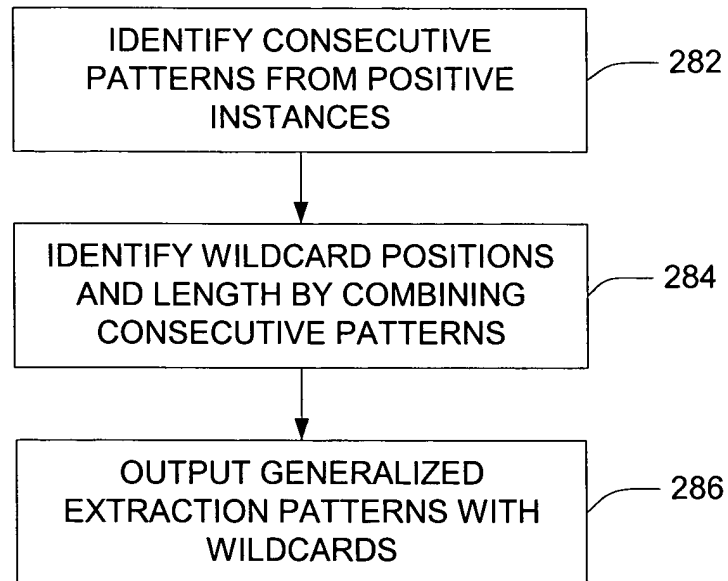 IDENTIFY CONSECUTIVE
PATTERNS FROM POSITIVE
INSTANCES
282
IDENTIFY WILDCARD POSITIONS
AND LENGTH BY COMBINING
CONSECUTIVE PATTERNS
284
OUTPUT GENERALIZED
EXTRACTION PATTERNS WITH
WILDCARDS
286